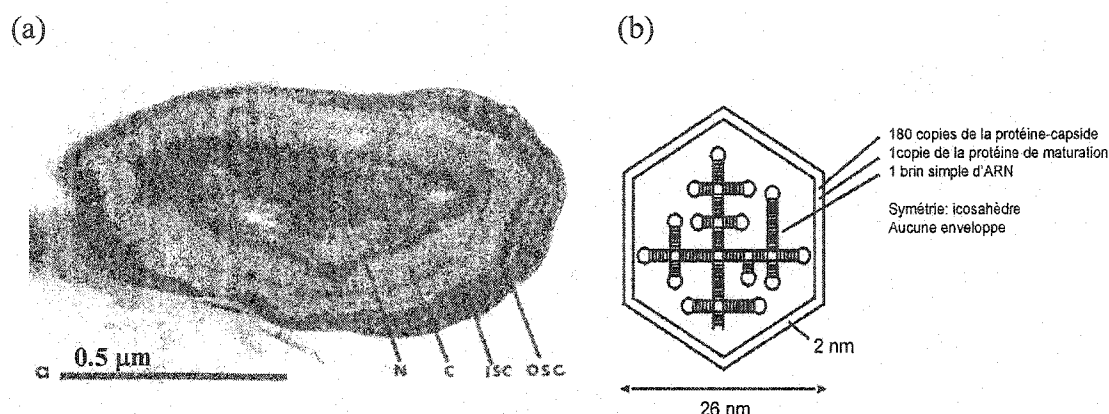 (a)
(b)
180 copies de la protéine-capside
1copie de la protéine de maturation
1 brin simple d'ARN
Symétrie: icosahèdre
Aucune enveloppe
2 nm
26 nm
a 0.5 μm
N C ISC OSC